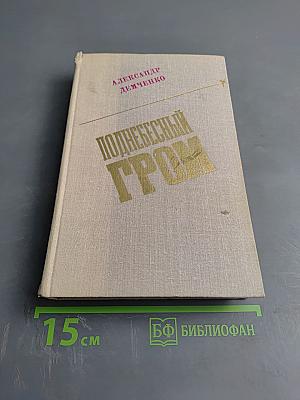 АЛЕКСАНДР
ДЕМЧЕНКО
ПОДНЕБЕСНЫЙ
ГРОМ
15 см
БФ БИБЛИОФАН